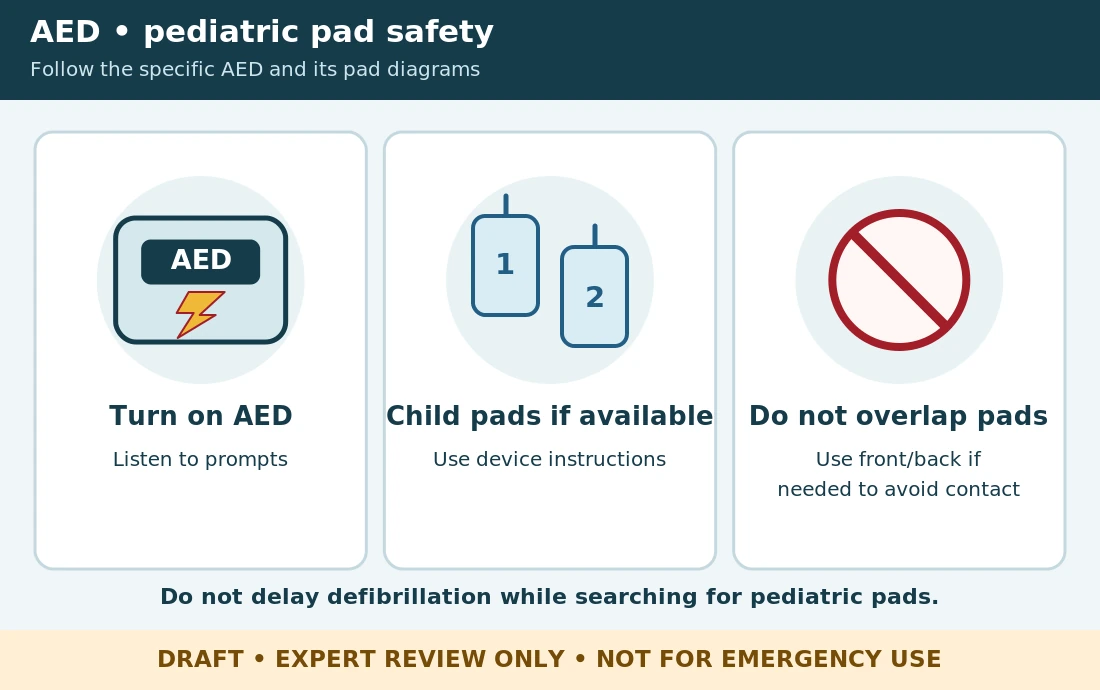 AED • pediatric pad safety
Follow the specific AED and its pad diagrams
AED
Turn on AED
Listen to prompts
1
2
Child pads if available
Use device instructions
Do not overlap pads
Use front/back if
needed to avoid contact
Do not delay defibrillation while searching for pediatric pads.
DRAFT • EXPERT REVIEW ONLY • NOT FOR EMERGENCY USE